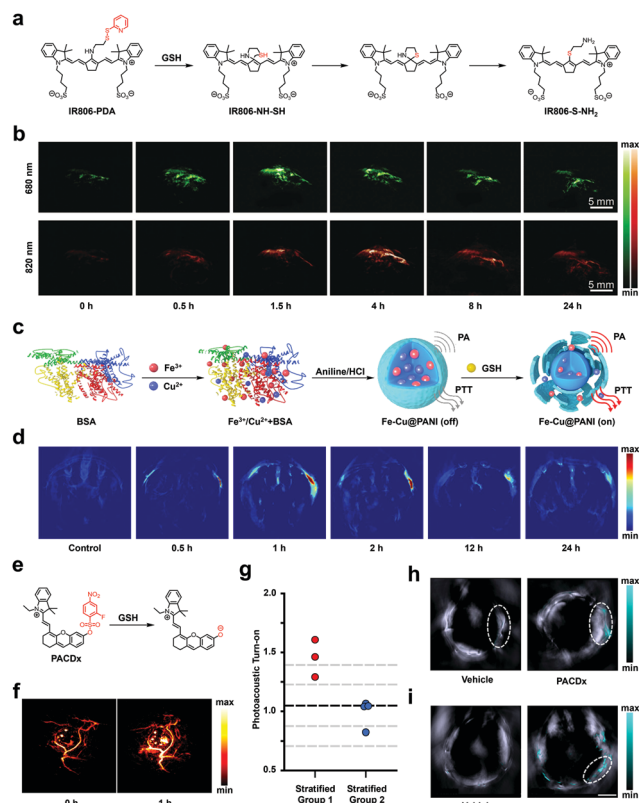 a
GSH
IR806-PDA
IR806-NH-SH
IR806-S-NH₂
b
680 nm
820 nm
5 mm
5 mm
max
min
0 h 0.5 h 1.5 h 4 h 8 h 24 h
c
Fe³⁺
Cu²⁺
Aniline/HCl
GSH
PA
PTT
PA
PTT
BSA
Fe³⁺/Cu²⁺+BSA
Fe-Cu@PANI (off)
Fe-Cu@PANI (on)
d
max
min
Control 0.5 h 1 h 2 h 12 h 24 h
e
NO₂
F
GSH
PACDx
f
max
min
0 h 1 h
g
Photoacoustic Turn-on
2.0
1.5
1.0
0.5
Stratified Group 1
Stratified Group 2
h
max
min
Vehicle PACDx
i
max
min